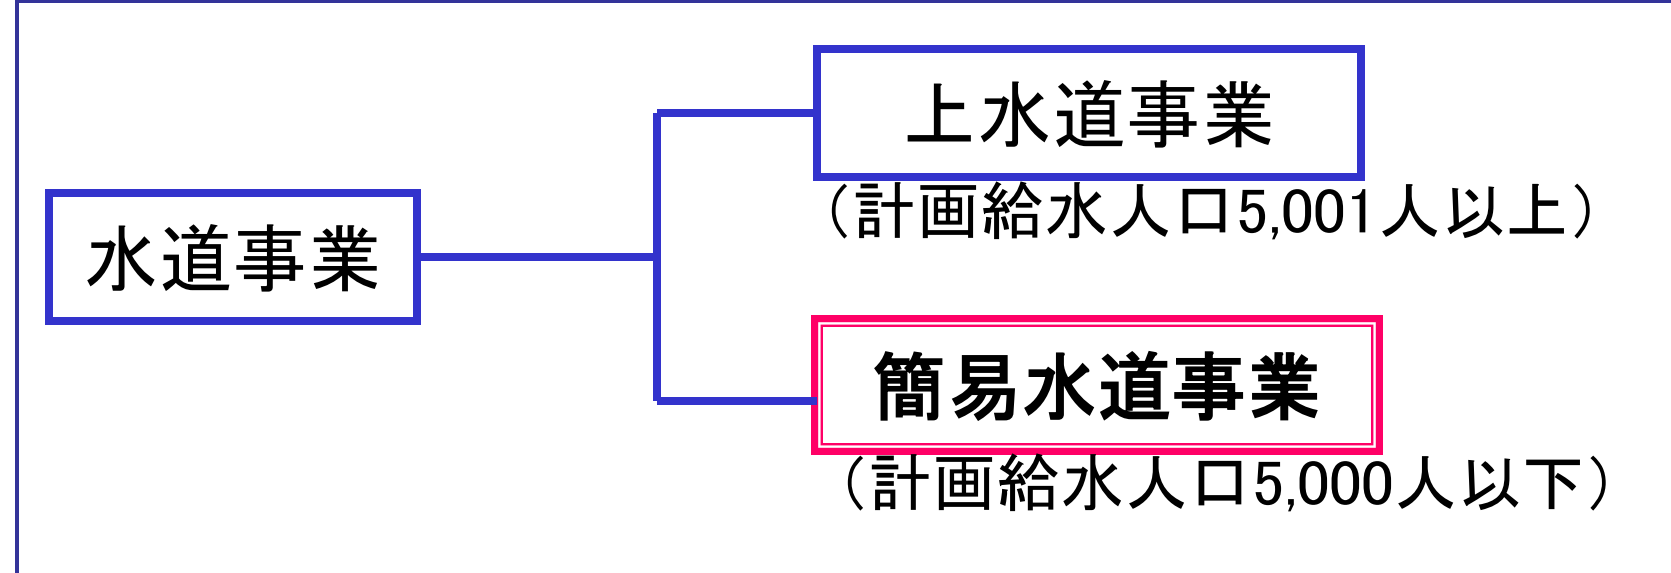 上水道事業
(計画給水人口5,001人以上)
水道事業
簡易水道事業
(計画給水人口5,000人以下)